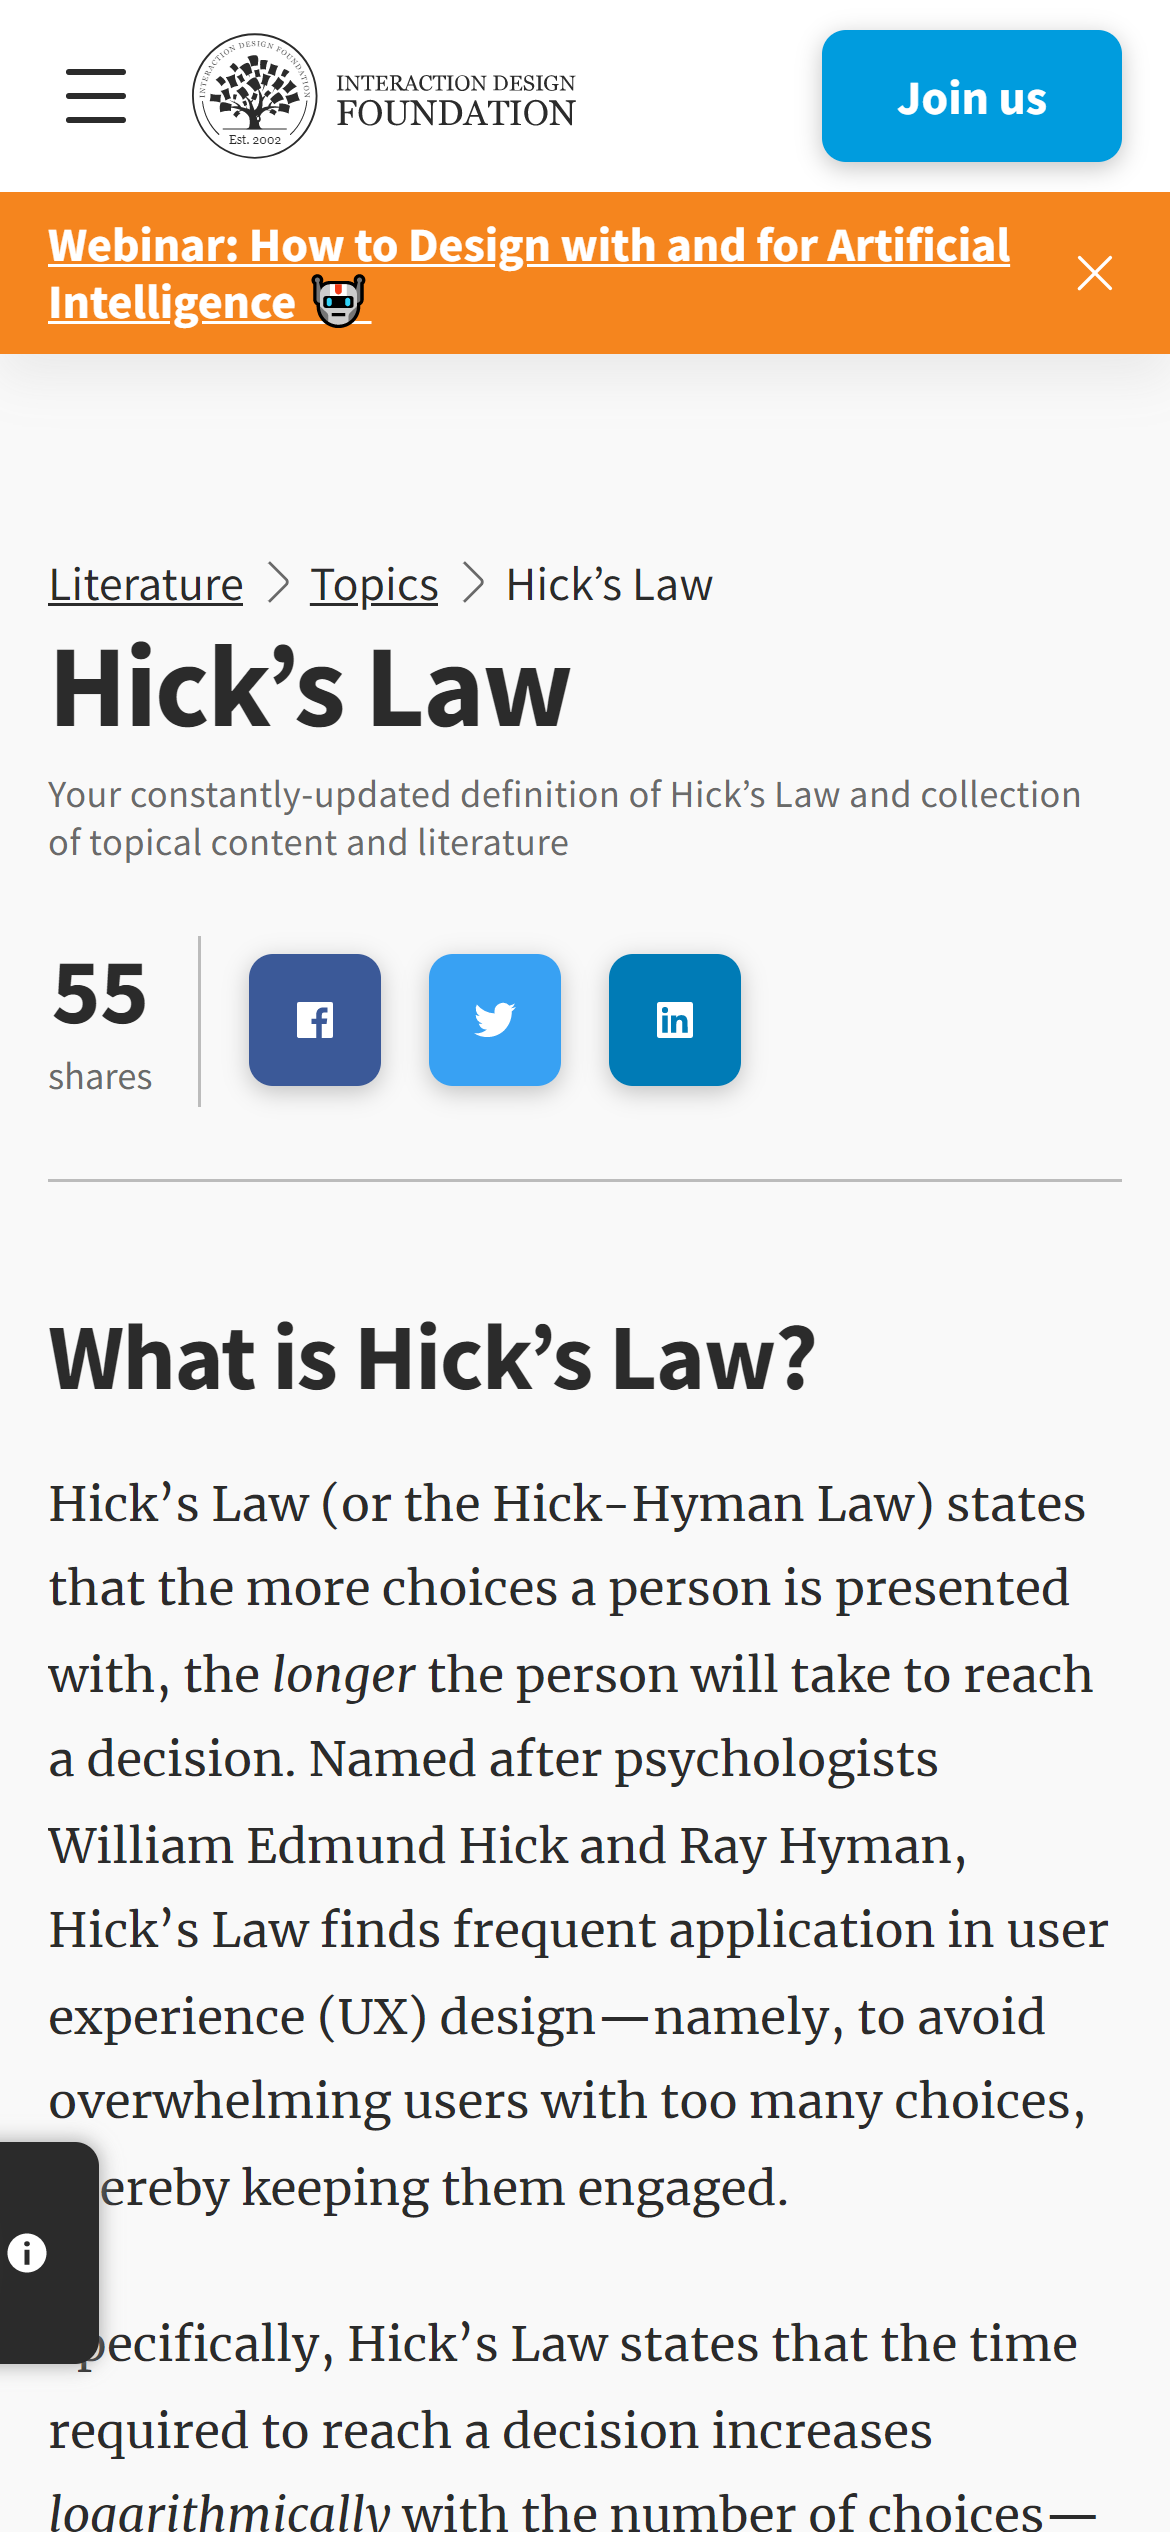 INTERACTION DESIGN FOUNDATION
Est. 2002
INTERACTION DESIGN
FOUNDATION
Join us
Webinar: How to Design with and for Artificial
Intelligence
Literature > Topics > Hick’s Law
Hick’s Law
Your constantly-updated definition of Hick’s Law and collection
of topical content and literature
55
shares
What is Hick’s Law?
Hick’s Law (or the Hick-Hyman Law) states
that the more choices a person is presented
with, the longer the person will take to reach
a decision. Named after psychologists
William Edmund Hick and Ray Hyman,
Hick’s Law finds frequent application in user
experience (UX) design—namely, to avoid
overwhelming users with too many choices,
ereby keeping them engaged.
pecifically, Hick’s Law states that the time
required to reach a decision increases
logarithmically with the number of choices—